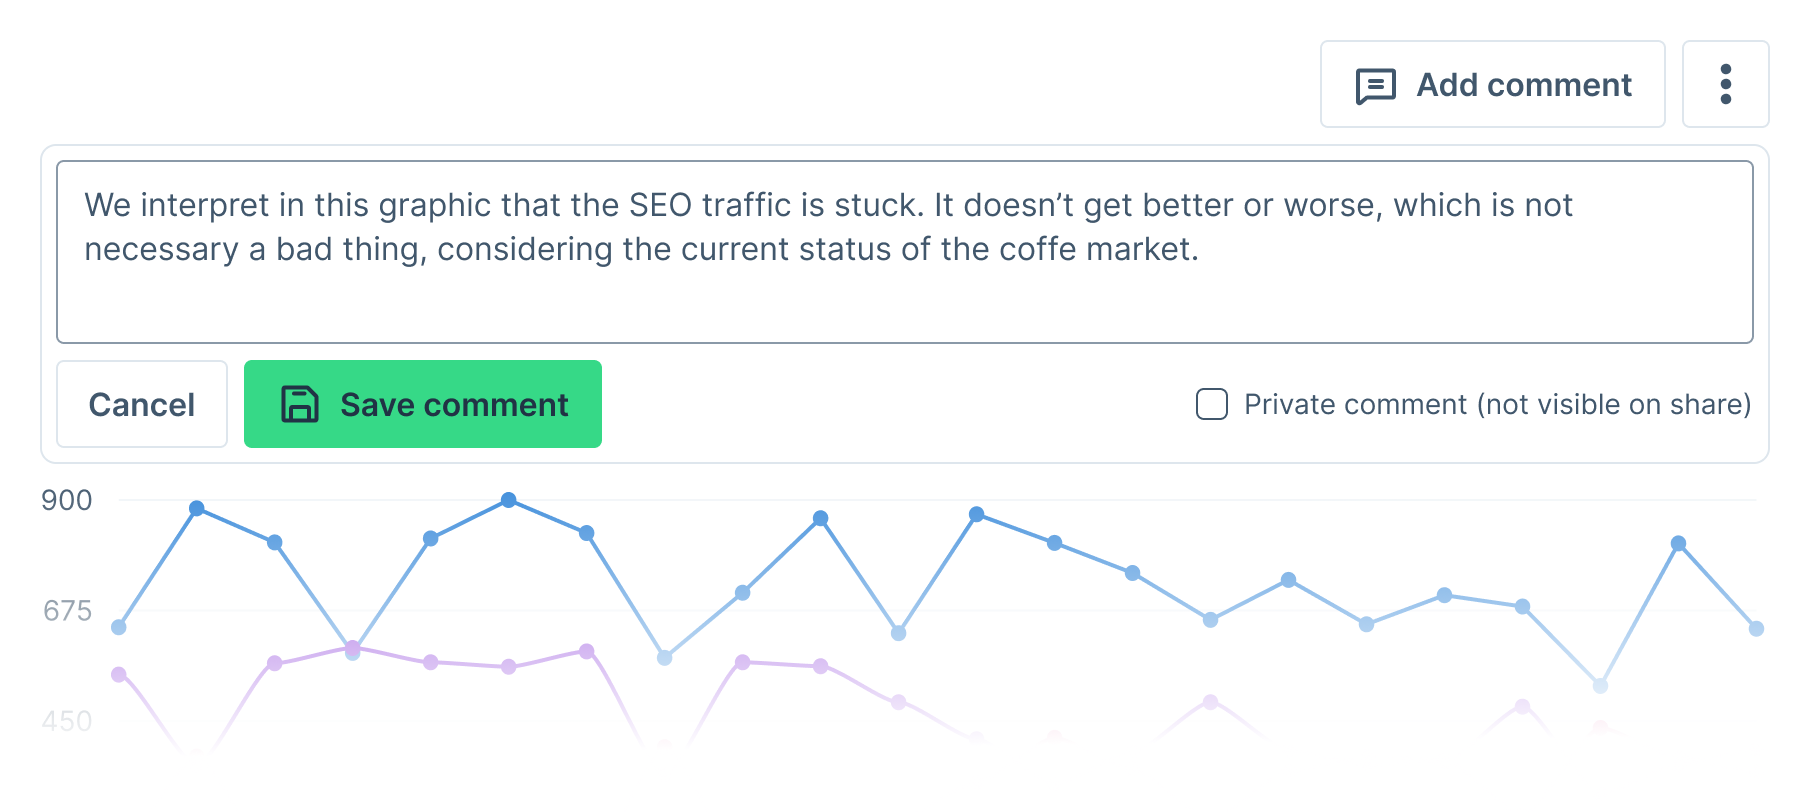 Add comment
We interpret in this graphic that the SEO traffic is stuck. It doesn’t get better or worse, which is not
necessary a bad thing, considering the current status of the coffe market.
Cancel
Save comment
Private comment (not visible on share)
900
675
450